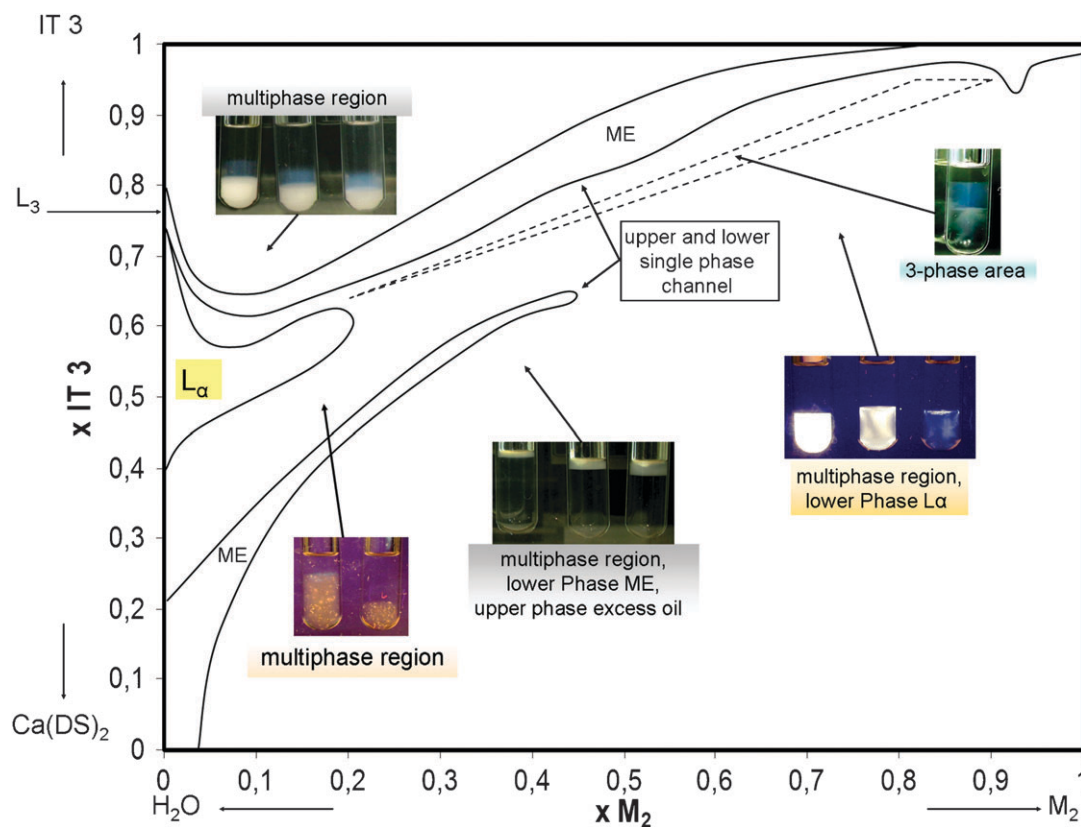 IT 3
1
0,9
0,8
0,7
0,6
0,5
0,4
0,3
0,2
0,1
0
x IT 3
L₃
Ca(DS)₂
multiphase region
ME
upper and lower
single phase
channel
3-phase area
Lα
multiphase region,
lower Phase Lα
ME
multiphase region,
lower Phase ME,
upper phase excess oil
multiphase region
0
0,1
0,2
0,3
0,4
0,5
0,6
0,7
0,8
0,9
1
H₂O
x M₂
M₂